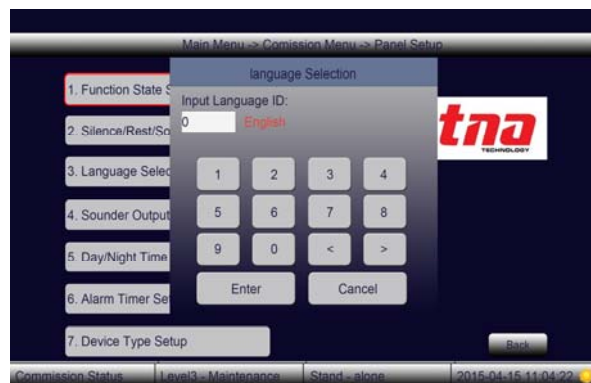 Main Menu -> Comission Menu -> Panel Setup
language Selection
1. Function State S
Input Language ID:
0 English
2. Silence/Rest/So
tna
TECHNOLOGY
3. Language Selec
1 2 3 4
4. Sounder Output
5 6 7 8
5. Day/Night Time
9 0 < >
6. Alarm Timer Set
Enter Cancel
7. Device Type Setup
Back
Commission Status Level3 - Maintenance Stand - alone 2015-04-15 11:04:22